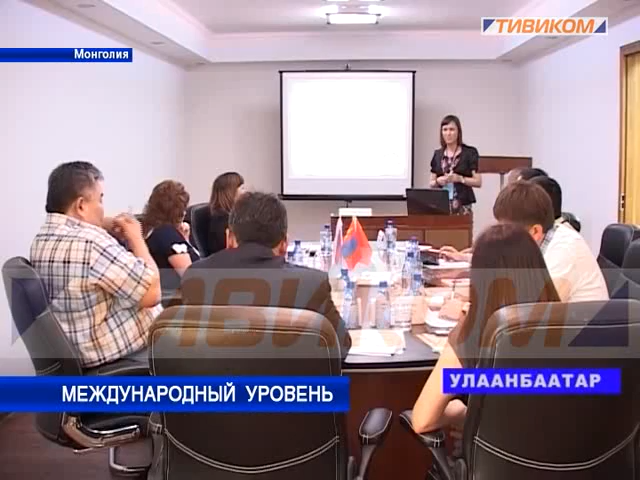 ТИВИКОМ
Монголия
ТИВИКОМ
УЛААНБААТАР
МЕЖДУНАРОДНЫЙ УРОВЕНЬ